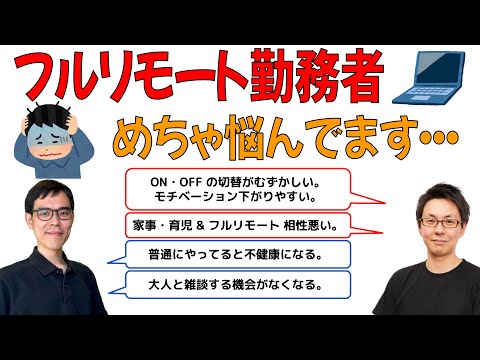 フルリモート勤務者
めちゃ悩んでます…
ON・OFF の切替がむずかしい。
モチベーション下がりやすい。
家事・育児 & フルリモート 相性悪い。
普通にやってると不健康になる。
大人と雑談する機会がなくなる。